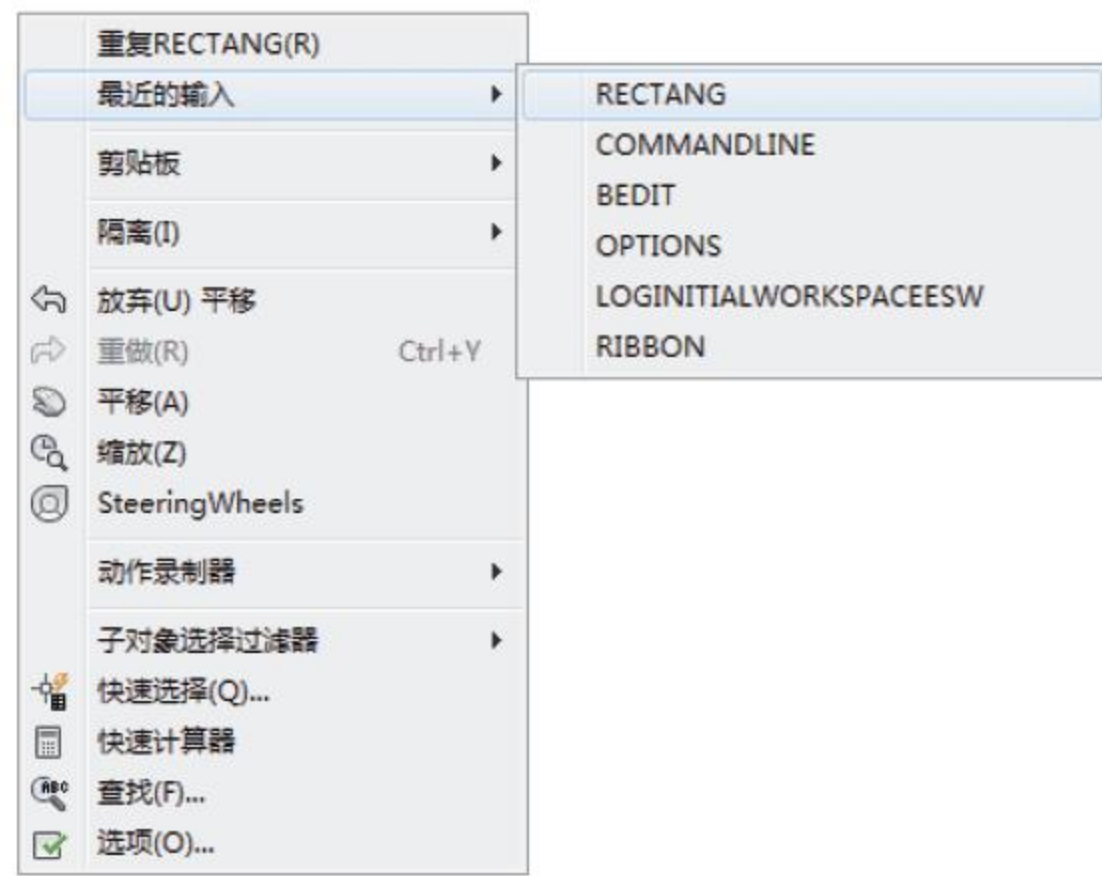 重复RECTANG(R)
最近的输入
剪贴板
隔离(I)
放弃(U) 平移
重做(R) Ctrl+Y
平移(A)
缩放(Z)
SteeringWheels
动作录制器
子对象选择过滤器
快速选择(Q)...
快速计算器
ABC 查找(F)...
选项(O)...
RECTANG
COMMANDLINE
BEDIT
OPTIONS
LOGINITIALWORKSPACEESW
RIBBON